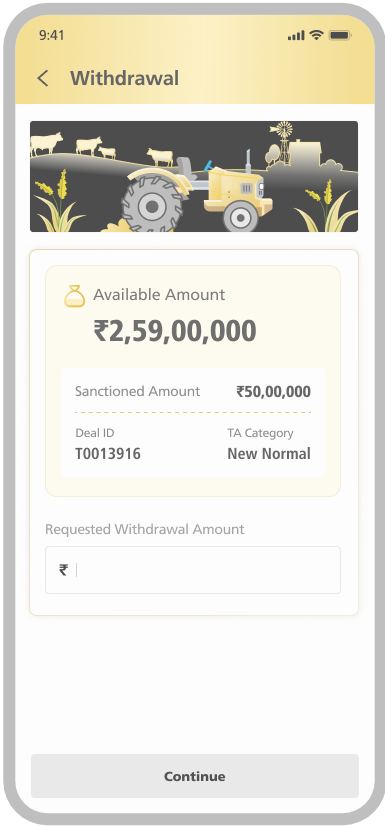 9:41
Withdrawal
Available Amount
₹2,59,00,000
Sanctioned Amount ₹50,00,000
Deal ID TA Category
T0013916 New Normal
Requested Withdrawal Amount
₹
Continue